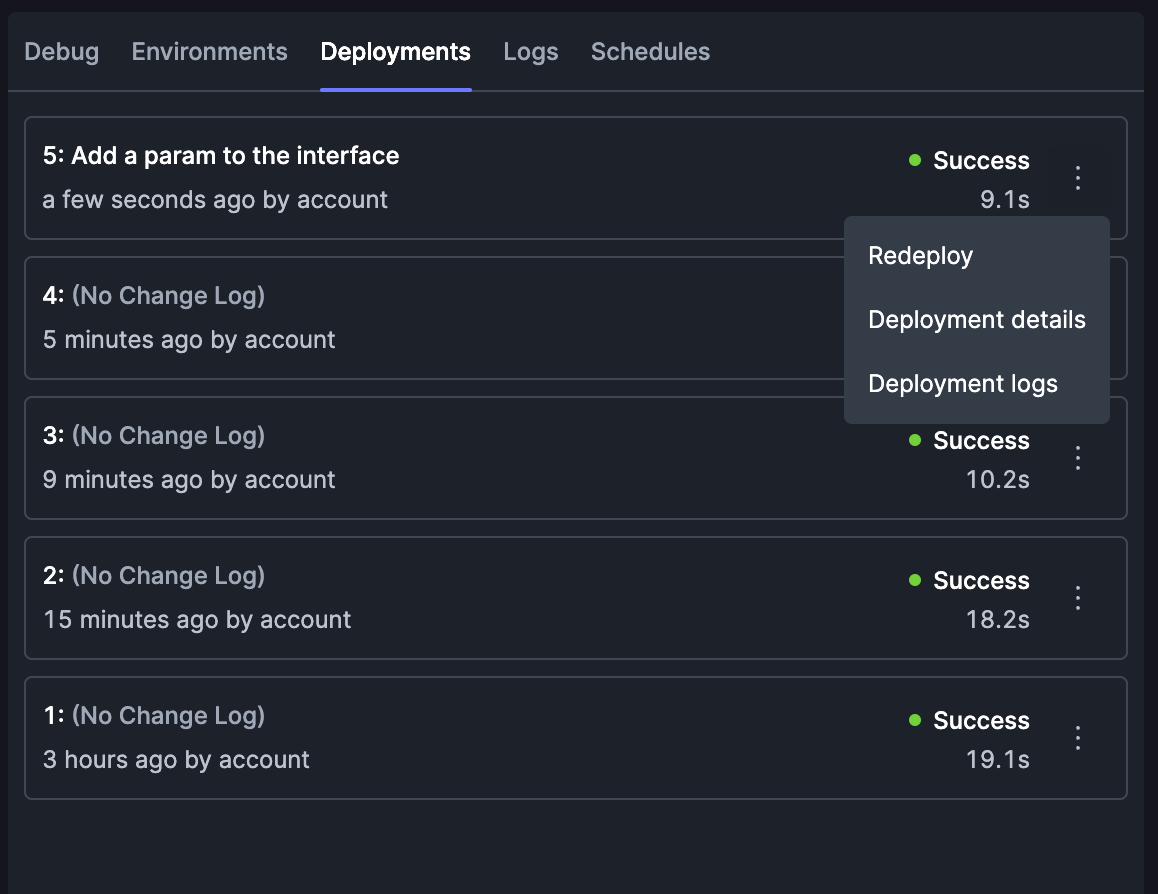 Debug Environments Deployments Logs Schedules
5: Add a param to the interface
Success
a few seconds ago by account
9.1s
Redeploy
Deployment details
Deployment logs
4: (No Change Log)
5 minutes ago by account
3: (No Change Log)
Success
9 minutes ago by account
10.2s
2: (No Change Log)
Success
15 minutes ago by account
18.2s
1: (No Change Log)
Success
3 hours ago by account
19.1s